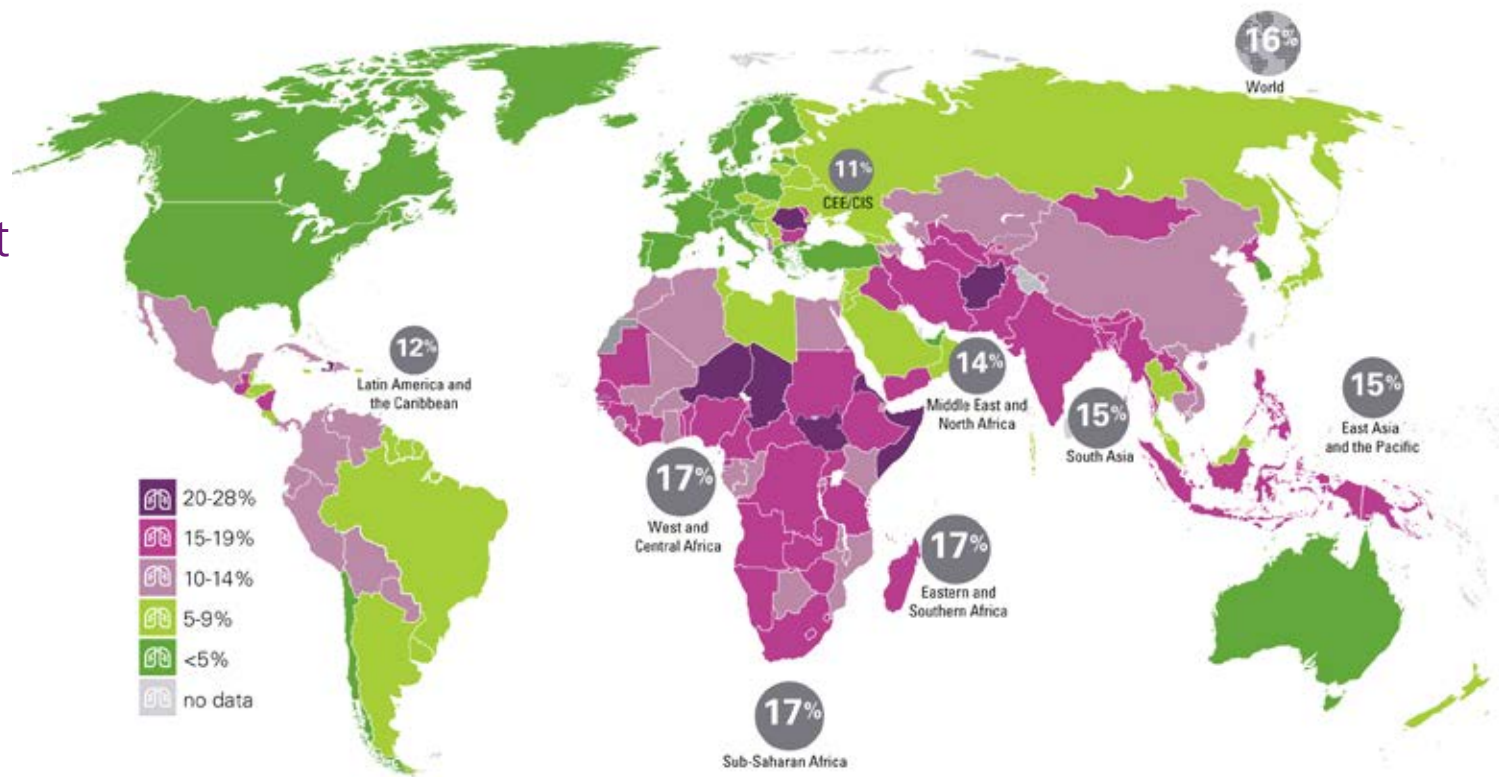 16%
World
11%
CEE/CIS
t
12%
Latin America and
the Caribbean
14%
Middle East and
North Africa
15%
South Asia
15%
East Asia
and the Pacific
17%
West and
Central Africa
17%
Eastern and
Southern Africa
17%
Sub-Saharan Africa
20-28%
15-19%
10-14%
5-9%
<5%
no data